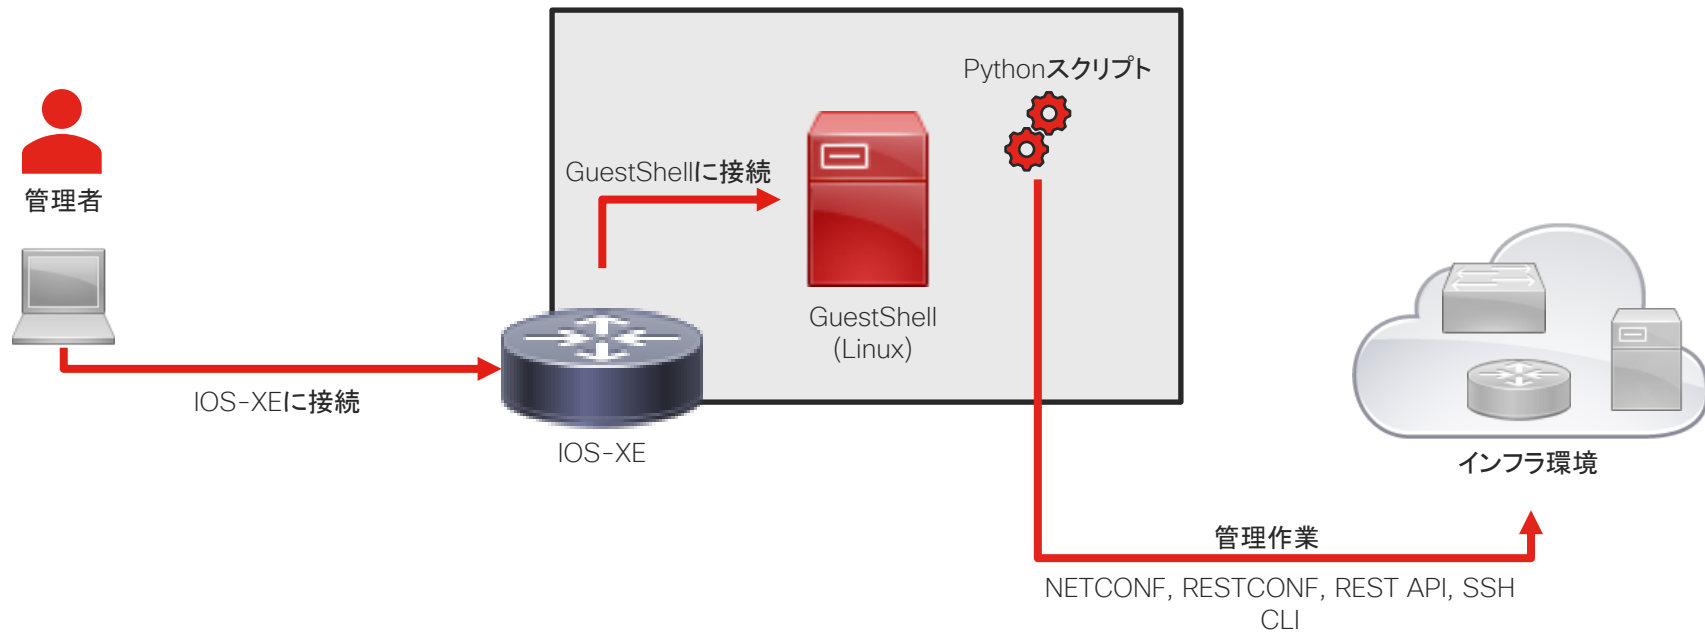 Pythonスクリプト
GuestShellに接続
管理者
GuestShell
(Linux)
IOS-XEに接続
IOS-XE
インフラ環境
管理作業
NETCONF, RESTCONF, REST API, SSH
CLI